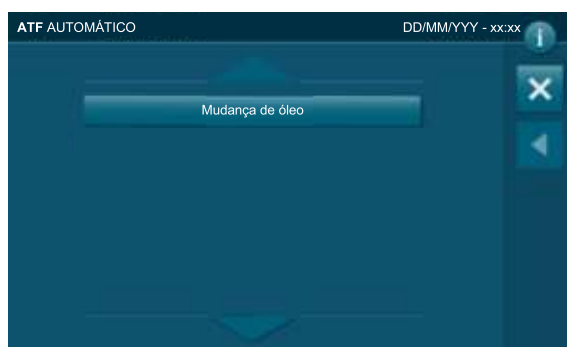 ATF AUTOMÁTICO
DD/MM/YYY - xx:xx
i
Mudança de óleo